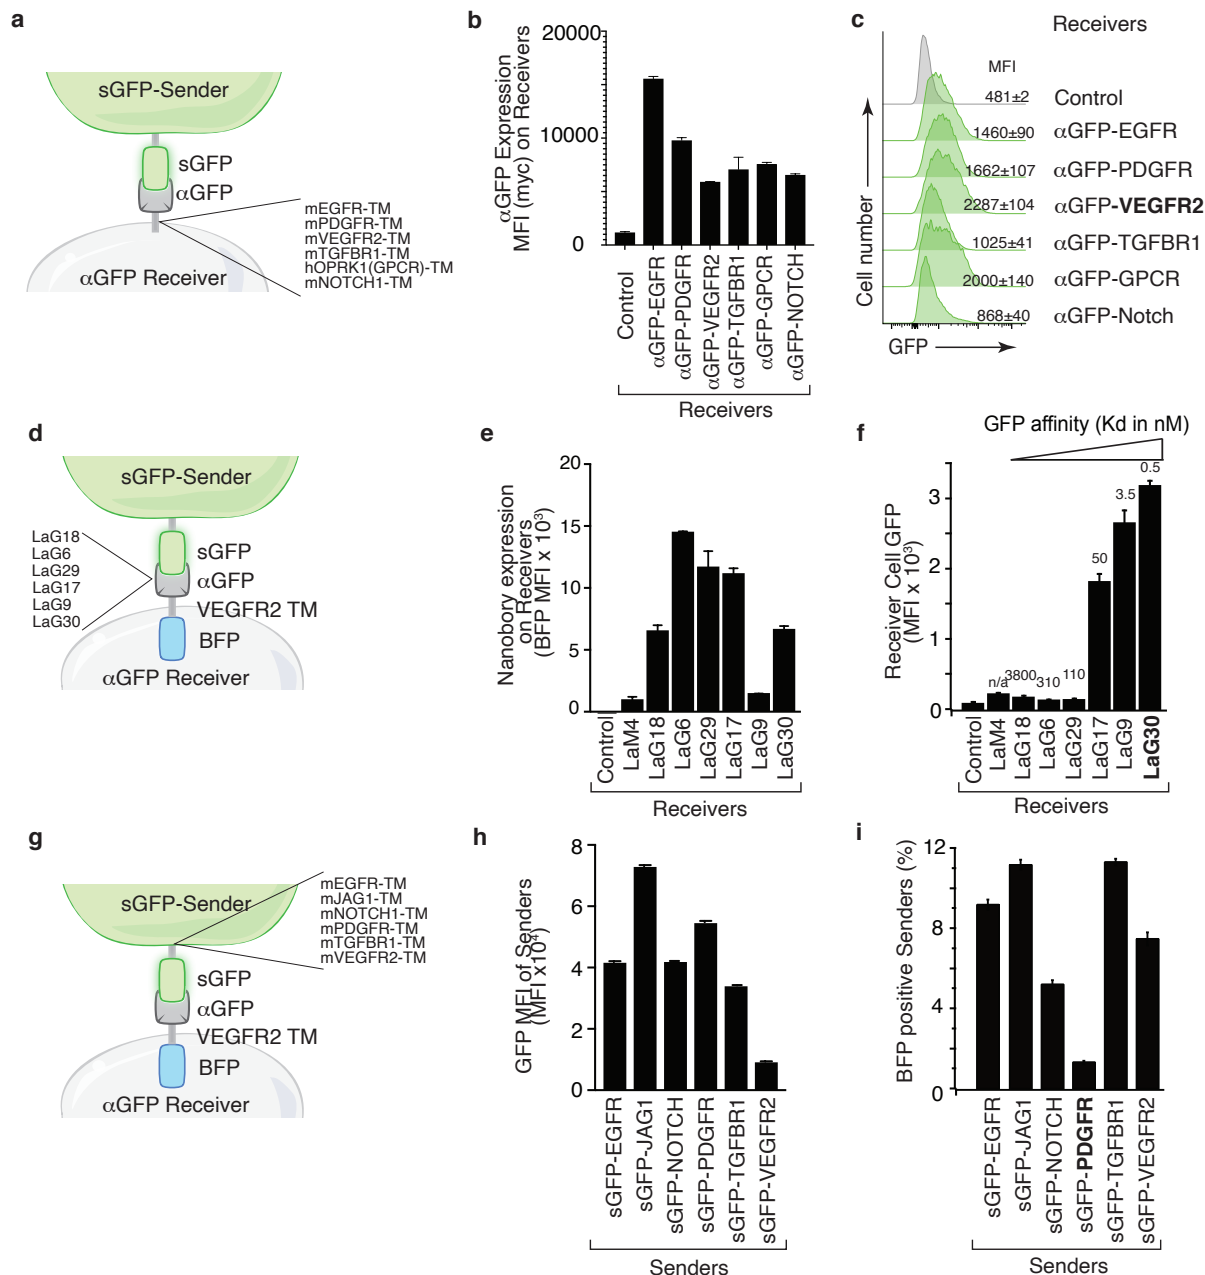 a
sGFP-Sender
sGFP
αGFP
mEGFR-TM
mPDGFR-TM
mVEGFR2-TM
mTGFBR1-TM
hOPRK1(GPCR)-TM
mNOTCH1-TM
αGFP Receiver
b
αGFP Expression
MFI (myc) on Receivers
20000
10000
0
Control
αGFP-EGFR
αGFP-PDGFR
αGFP-VEGFR2
αGFP-TGFBR1
αGFP-GPCR
αGFP-NOTCH
Receivers
c
Receivers
MFI
481±2 Control
1460±90 αGFP-EGFR
1662±107 αGFP-PDGFR
2287±104 αGFP-VEGFR2
1025±41 αGFP-TGFBR1
2000±140 αGFP-GPCR
868±40 αGFP-Notch
Cell number
GFP
d
sGFP-Sender
LaG18
LaG6
LaG29
LaG17
LaG9
LaG30
sGFP
αGFP
VEGFR2 TM
BFP
αGFP Receiver
e
Nanobory expression
on Receivers
(BFP MFI x 10³)
20
15
10
5
0
Control
LaM4
LaG18
LaG6
LaG29
LaG17
LaG9
LaG30
Receivers
f
GFP affinity (Kd in nM)
Receiver Cell GFP
(MFI x 10³)
3
2
1
0
n/a
3800
310
110
50
3.5
0.5
Control
LaM4
LaG18
LaG6
LaG29
LaG17
LaG9
LaG30
Receivers
g
sGFP-Sender
mEGFR-TM
mJAG1-TM
mNOTCH1-TM
mPDGFR-TM
mTGFBR1-TM
mVEGFR2-TM
sGFP
αGFP
VEGFR2 TM
BFP
αGFP Receiver
h
GFP MFI of Senders
(MFI x10⁴)
8
6
4
2
0
sGFP-EGFR
sGFP-JAG1
sGFP-NOTCH
sGFP-PDGFR
sGFP-TGFBR1
sGFP-VEGFR2
Senders
i
BFP positive Senders (%)
12
8
4
0
sGFP-EGFR
sGFP-JAG1
sGFP-NOTCH
sGFP-PDGFR
sGFP-TGFBR1
sGFP-VEGFR2
Senders